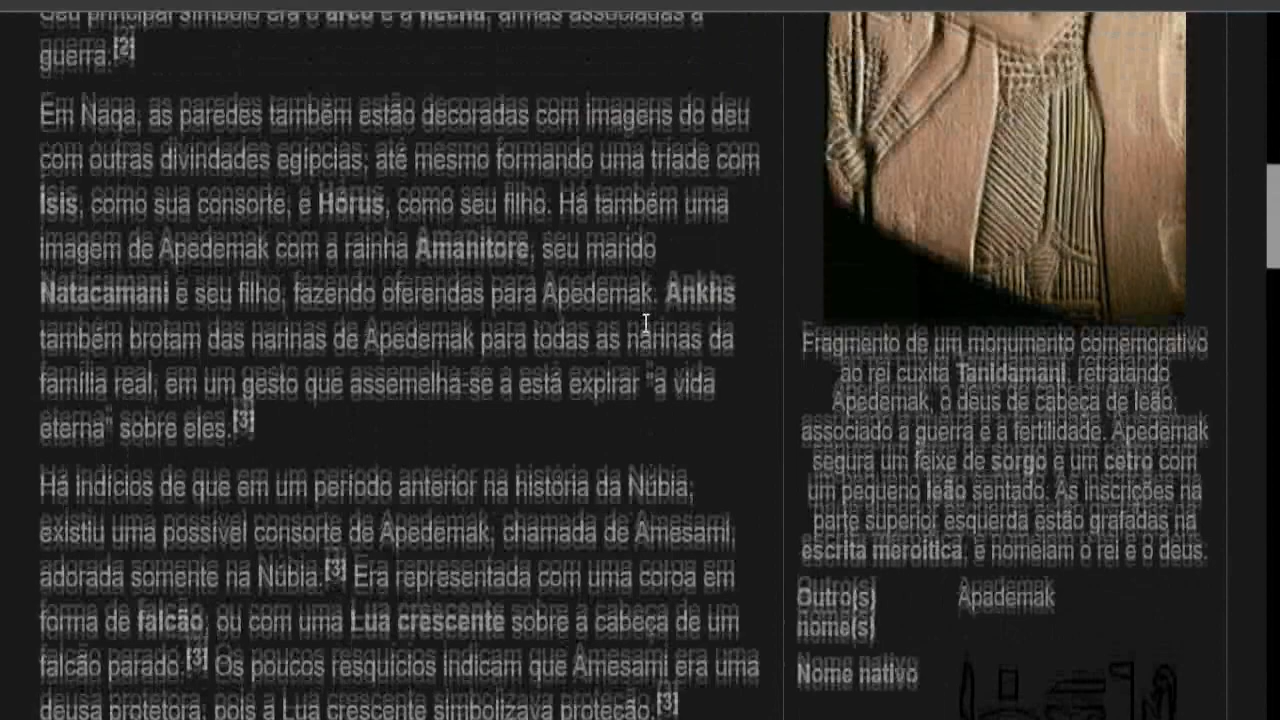 Seu principal símbolo era o arco e a flecha, armas associadas a
guerra.[2]
Em Naqa, as paredes também estão decoradas com imagens do deu
com outras divindades egípcias, até mesmo formando uma tríade com
Ísis, como sua consorte, e Hórus, como seu filho. Há também uma
imagem de Apedemak com a rainha Amanitore, seu marido
Natacamani e seu filho, fazendo oferendas para Apedemak. Ankhs
também brotam das narinas de Apedemak para todas as narinas da
família real, em um gesto que assemelha-se a está expirar "a vida
eterna" sobre eles.[3]
Há indícios de que em um período anterior na história da Núbia,
existiu uma possível consorte de Apedemak, chamada de Amesami,
adorada somente na Núbia.[3] Era representada com uma coroa em
forma de falcão, ou com uma Lua crescente sobre a cabeça de um
falcão parado.[3] Os poucos resquícios indicam que Amesami era uma
deusa protetora, pois a Lua crescente simbolizava proteção.[3]
Fragmento de um monumento comemorativo
ao rei cuxita Tanidamani, retratando
Apedemak, o deus de cabeça de leão,
associado a guerra e a fertilidade. Apedemak
segura um feixe de sorgo e um cetro com
um pequeno leão sentado. As inscrições na
parte superior esquerda estão grafadas na
escrita meroítica, e nomeiam o rei e o deus.
Outro(s) Apademak
nome(s)
Nome nativo